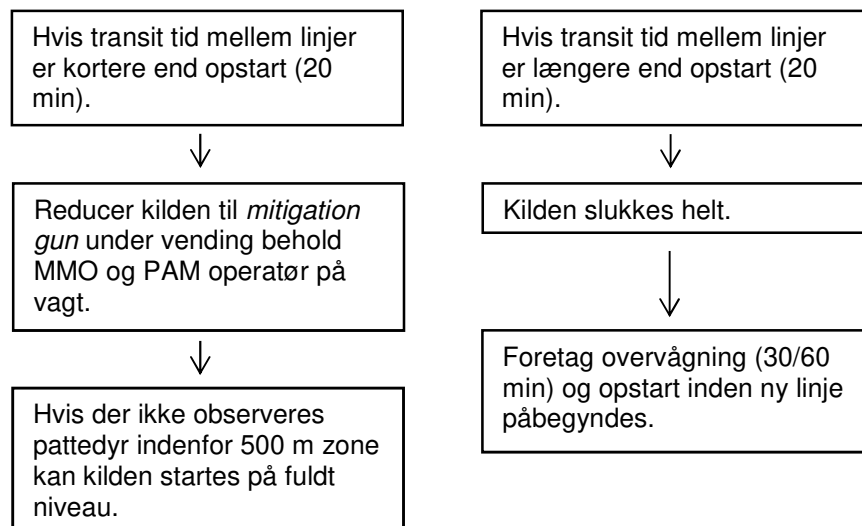 Hvis transit tid mellem linjer
er kortere end opstart (20
min).
Reducer kilden til mitigation
gun under vending behold
MMO og PAM operatør på
vagt.
Hvis der ikke observeres
pattedyr indenfor 500 m zone
kan kilden startes på fuldt
niveau.
Hvis transit tid mellem linjer
er længere end opstart (20
min).
Kilden slukkes helt.
Foretag overvågning (30/60
min) og opstart inden ny linje
påbegyndes.